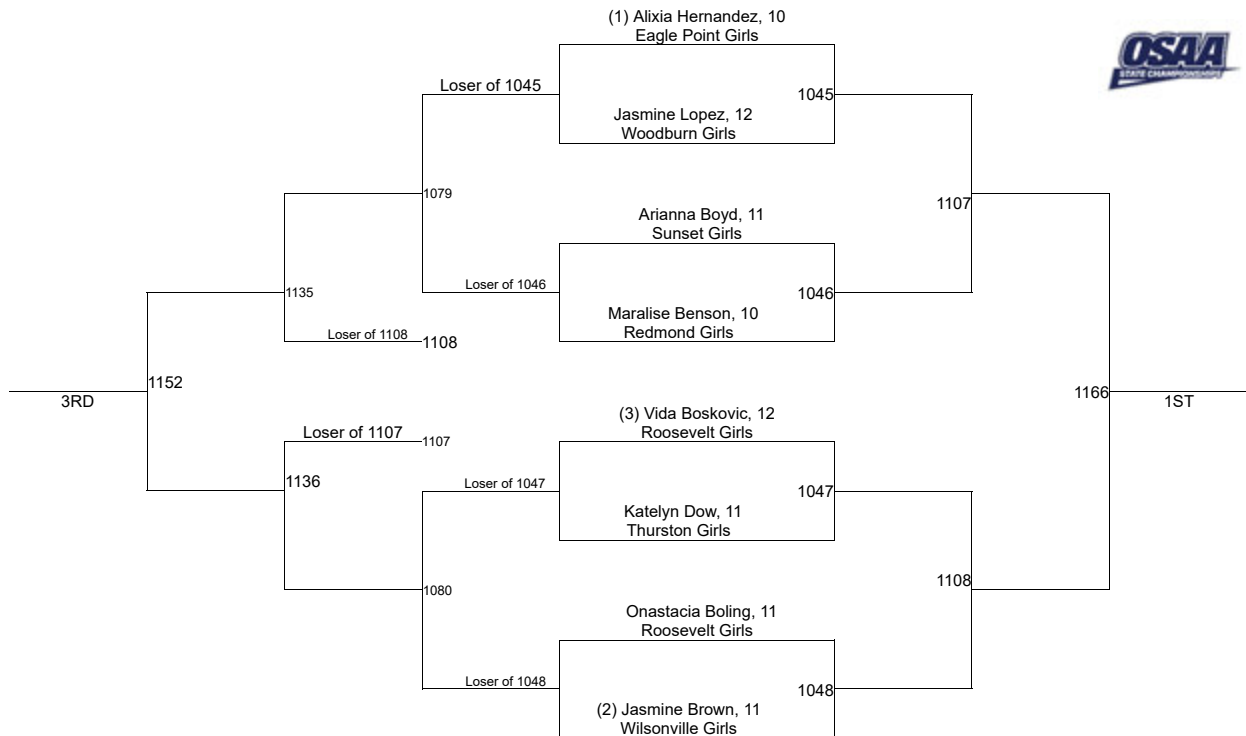 (1) Alixia Hernandez, 10
Eagle Point Girls
OSAA
STATE CHAMPIONSHIPS
Loser of 1045
1045
Jasmine Lopez, 12
Woodburn Girls
1079
1107
Arianna Boyd, 11
Sunset Girls
Loser of 1046
1046
1135
Maralise Benson, 10
Redmond Girls
Loser of 1108
1108
1152
3RD
1166
1ST
(3) Vida Boskovic, 12
Roosevelt Girls
Loser of 1107
1107
1136
Loser of 1047
1047
Katelyn Dow, 11
Thurston Girls
1080
1108
Onastacia Boling, 11
Roosevelt Girls
Loser of 1048
1048
(2) Jasmine Brown, 11
Wilsonville Girls